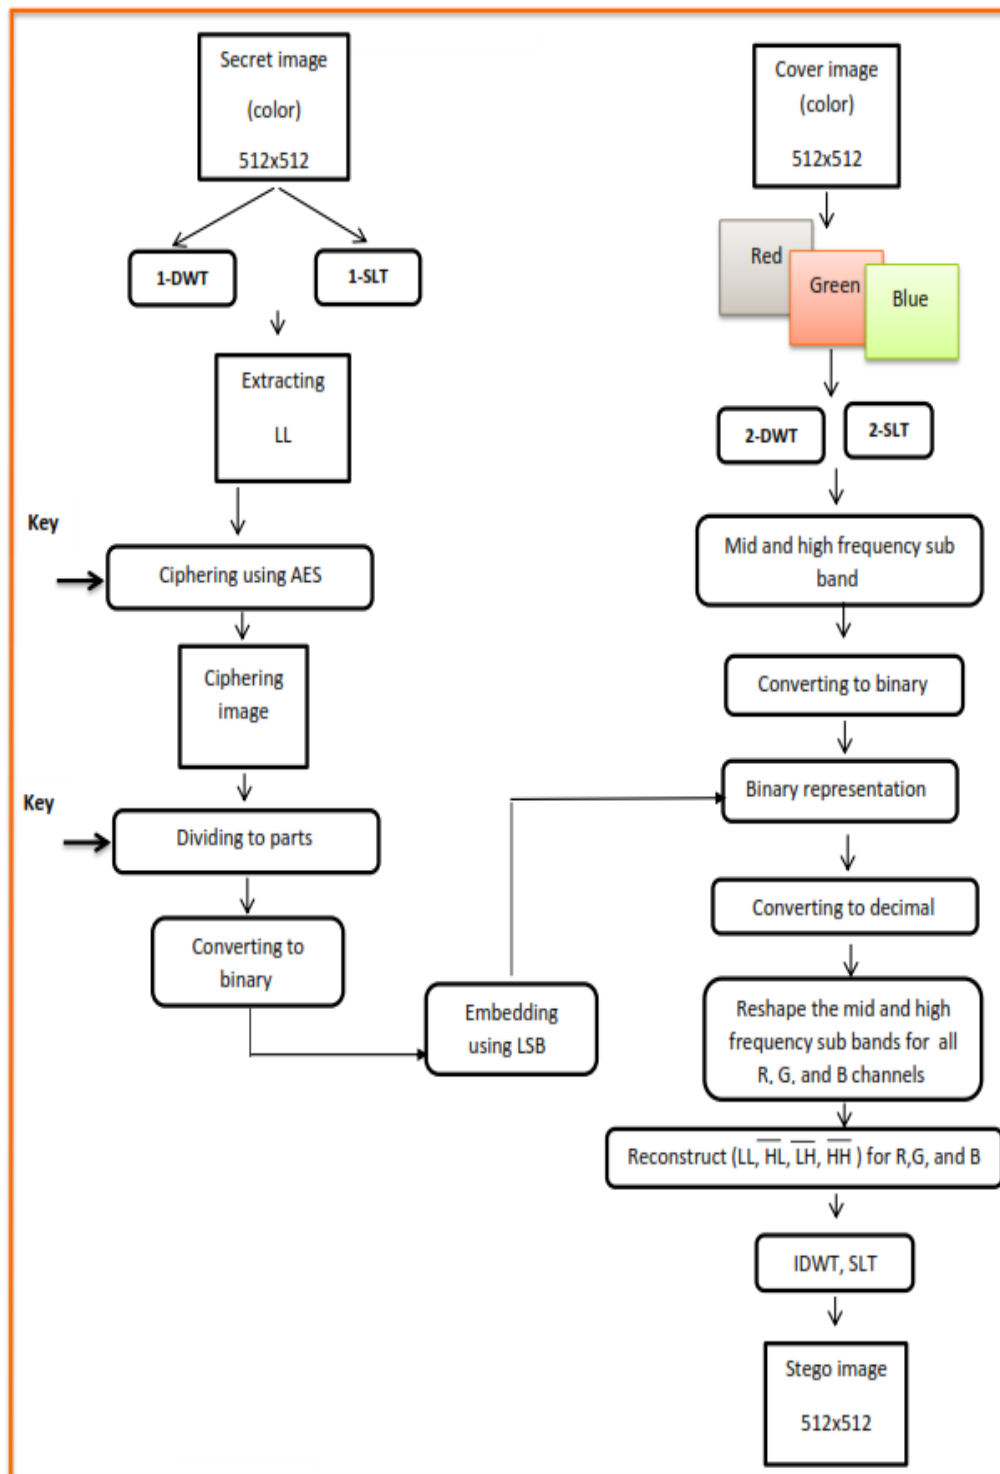 Secret image
(color)
512x512
1-DWT
1-SLT
Extracting
LL
Key
Ciphering using AES
Ciphering
image
Key
Dividing to parts
Converting to
binary
Embedding
using LSB
Cover image
(color)
512x512
Red
Green
Blue
2-DWT
2-SLT
Mid and high frequency sub
band
Converting to binary
Binary representation
Converting to decimal
Reshape the mid and high
frequency sub bands for all
R, G, and B channels
Reconstruct (LL, H̅L̅, L̅H̅, H̅H̅ ) for R,G, and B
IDWT, SLT
Stego image
512x512